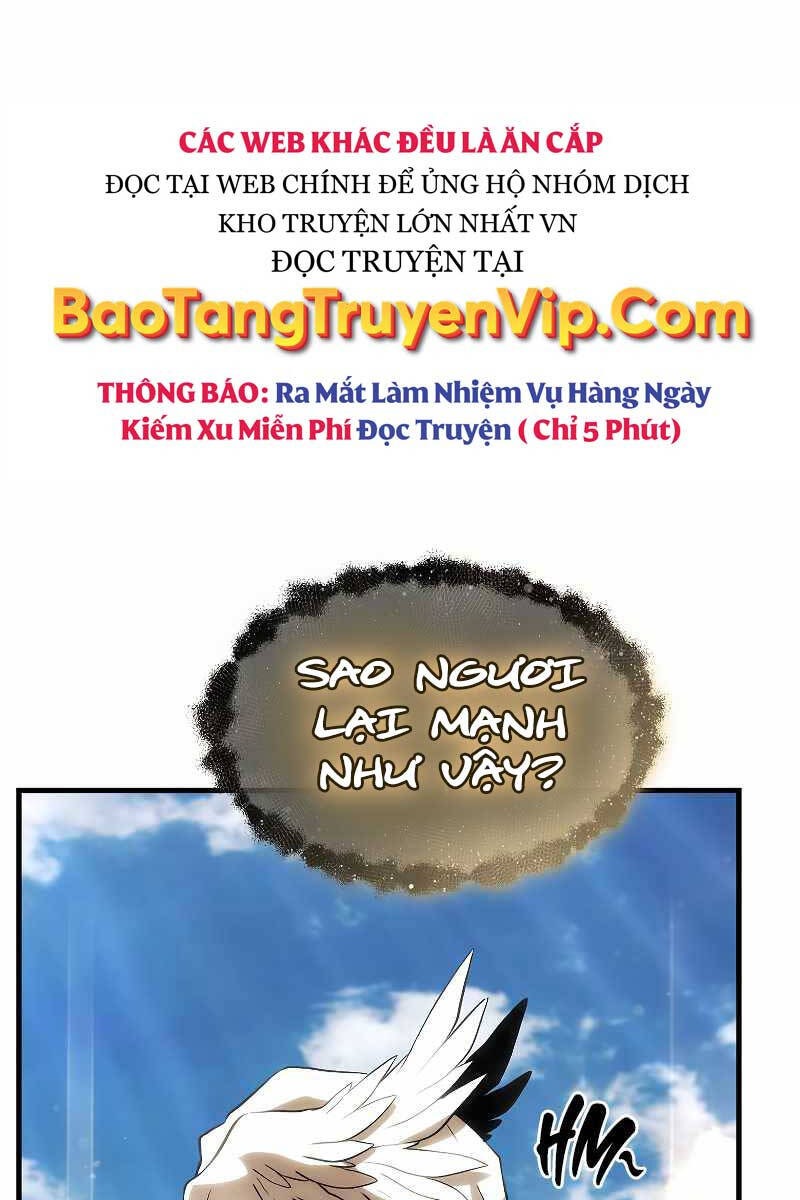 CÁC WEB KHÁC ĐỀU LÀ ĂN CẮP
ĐỌC TẠI WEB CHÍNH ĐỂ ỦNG HỘ NHÓM DỊCH
KHO TRUYỆN LỚN NHẤT VN
ĐỌC TRUYỆN TẠI
BaoTangTruyenVip.Com
THÔNG BÁO: Ra Mắt Làm Nhiệm Vụ Hàng Ngày
Kiếm Xu Miễn Phí Đọc Truyện ( Chỉ 5 Phút)
SAO NGƯƠI
LẠI MẠNH
NHƯ VẬY?
HM~